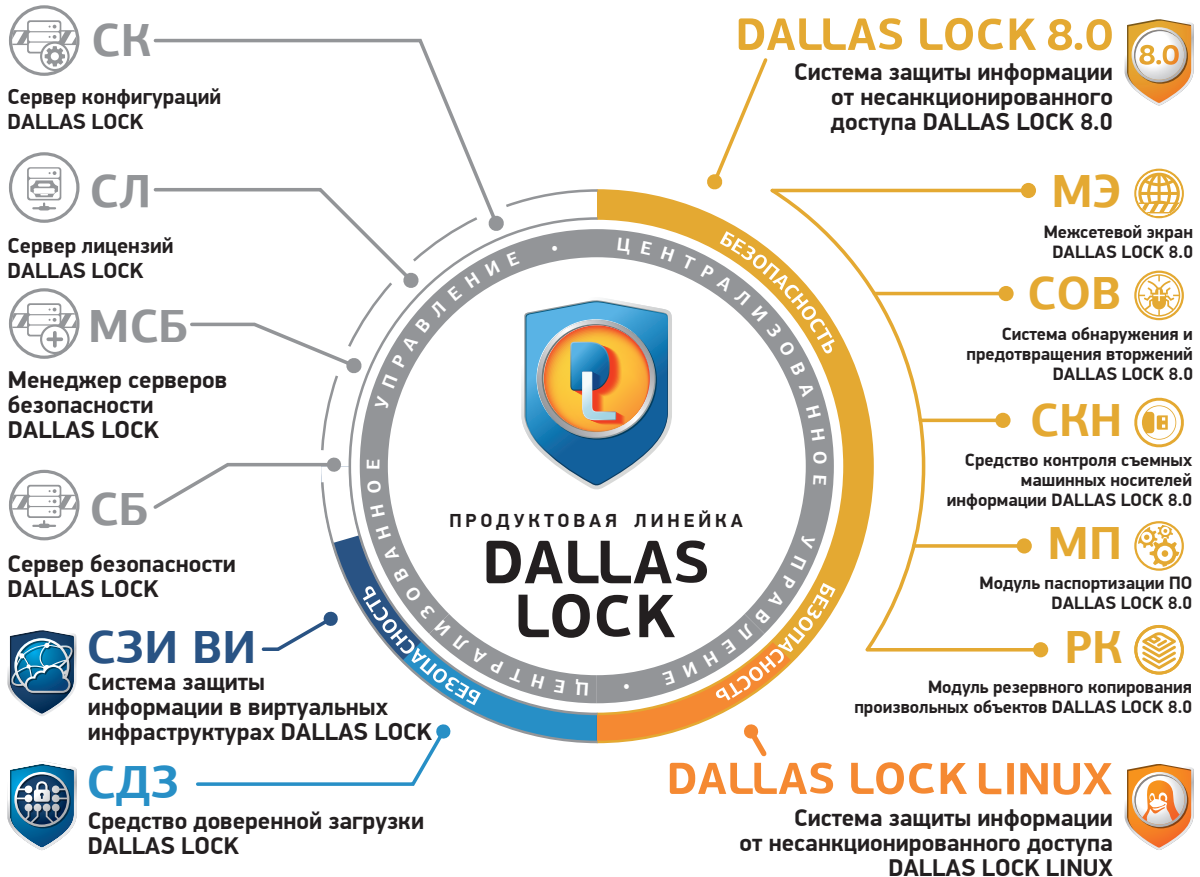 СК
Сервер конфигураций
DALLAS LOCK
СЛ
Сервер лицензий
DALLAS LOCK
МСБ
Менеджер серверов
безопасности
DALLAS LOCK
СБ
Сервер безопасности
DALLAS LOCK
СЗИ ВИ
Система защиты
информации в виртуальных
инфраструктурах DALLAS LOCK
СДЗ
Средство доверенной загрузки
DALLAS LOCK
ЦЕНТРАЛИЗОВАННОЕ УПРАВЛЕНИЕ •
ЦЕНТРАЛИЗОВАННОЕ УПРАВЛЕНИЕ •
БЕЗОПАСНОСТЬ
БЕЗОПАСНОСТЬ
БЕЗОПАСНОСТЬ
БЕЗОПАСНОСТЬ
DL
ПРОДУКТОВАЯ ЛИНЕЙКА
DALLAS
LOCK
DALLAS LOCK 8.0
8.0
Система защиты информации
от несанкционированного
доступа DALLAS LOCK 8.0
МЭ
Межсетевой экран
DALLAS LOCK 8.0
СОВ
Система обнаружения и
предотвращения вторжений
DALLAS LOCK 8.0
СКН
Средство контроля съемных
машинных носителей
информации DALLAS LOCK 8.0
МП
Модуль паспортизации ПО
DALLAS LOCK 8.0
РК
Модуль резервного копирования
произвольных объектов DALLAS LOCK 8.0
DALLAS LOCK LINUX
Система защиты информации
от несанкционированного доступа
DALLAS LOCK LINUX